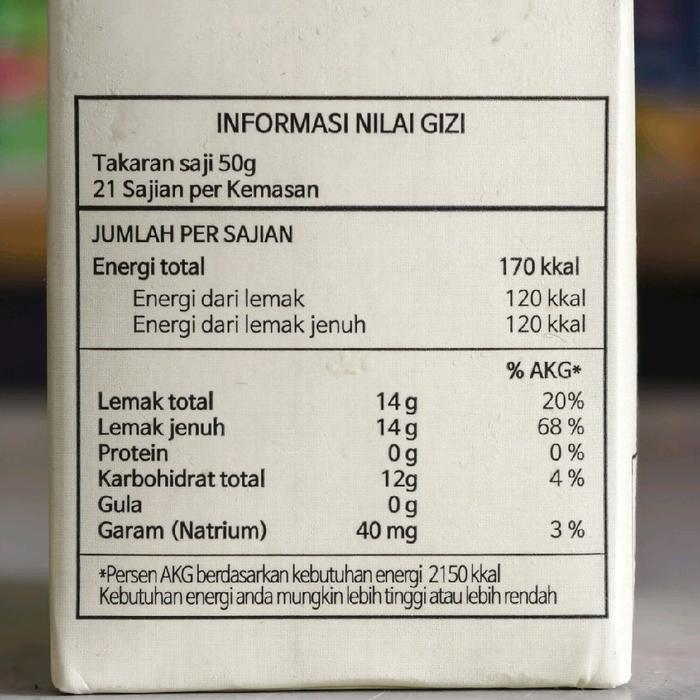 INFORMASI NILAI GIZI
Takaran saji 50g
21 Sajian per Kemasan
JUMLAH PER SAJIAN
Energi total 170 kkal
Energi dari lemak 120 kkal
Energi dari lemak jenuh 120 kkal
% AKG*
Lemak total 14 g 20%
Lemak jenuh 14 g 68 %
Protein 0 g 0 %
Karbohidrat total 12g 4 %
Gula 0 g
Garam (Natrium) 40 mg 3 %
*Persen AKG berdasarkan kebutuhan energi 2150 kkal
Kebutuhan energi anda mungkin lebih tinggi atau lebih rendah